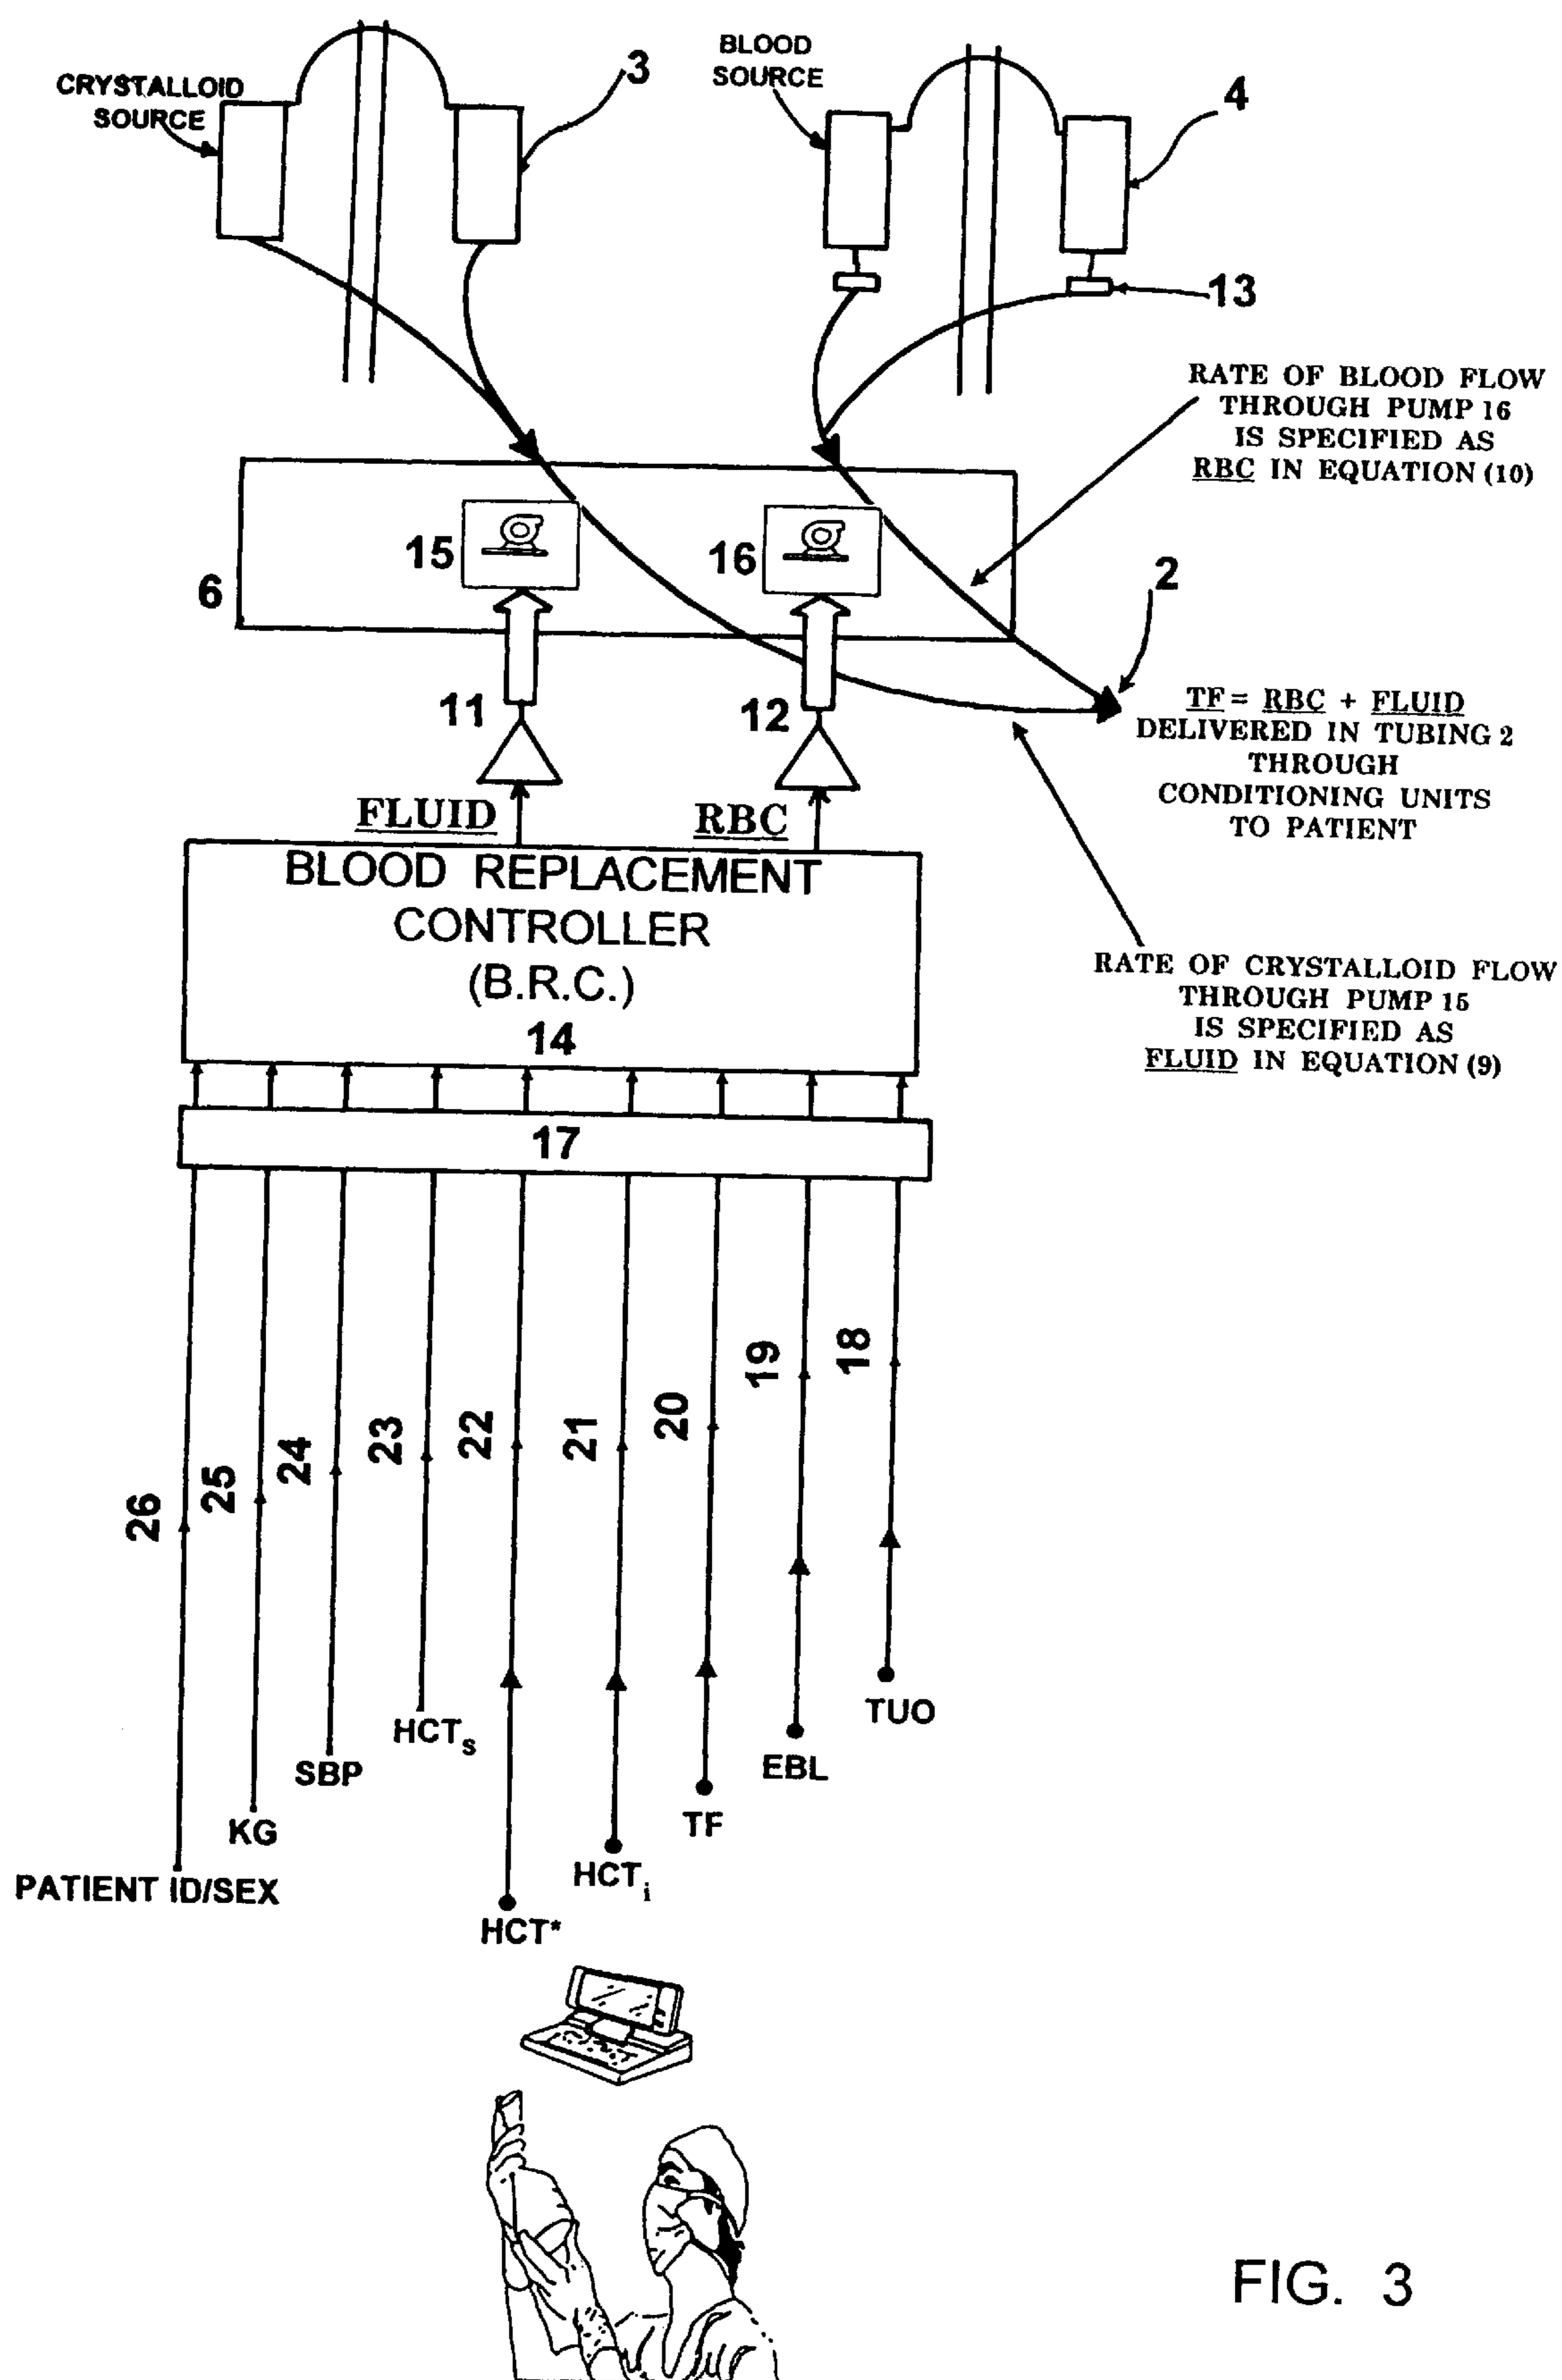 CRYSTALLOID
SOURCE
3
BLOOD
SOURCE
4
13
RATE OF BLOOD FLOW
THROUGH PUMP 16
IS SPECIFIED AS
RBC IN EQUATION (10)
15
16
6
2
11
12
TF = RBC + FLUID
DELIVERED IN TUBING 2
THROUGH
CONDITIONING UNITS
TO PATIENT
FLUID
RBC
BLOOD REPLACEMENT
CONTROLLER
(B.R.C.)
14
RATE OF CRYSTALLOID FLOW
THROUGH PUMP 15
IS SPECIFIED AS
FLUID IN EQUATION (9)
17
26
25
24
23
22
21
20
19
18
PATIENT ID/SEX
KG
SBP
HCTs
HCT*
HCTi
TF
EBL
TUO
FIG. 3